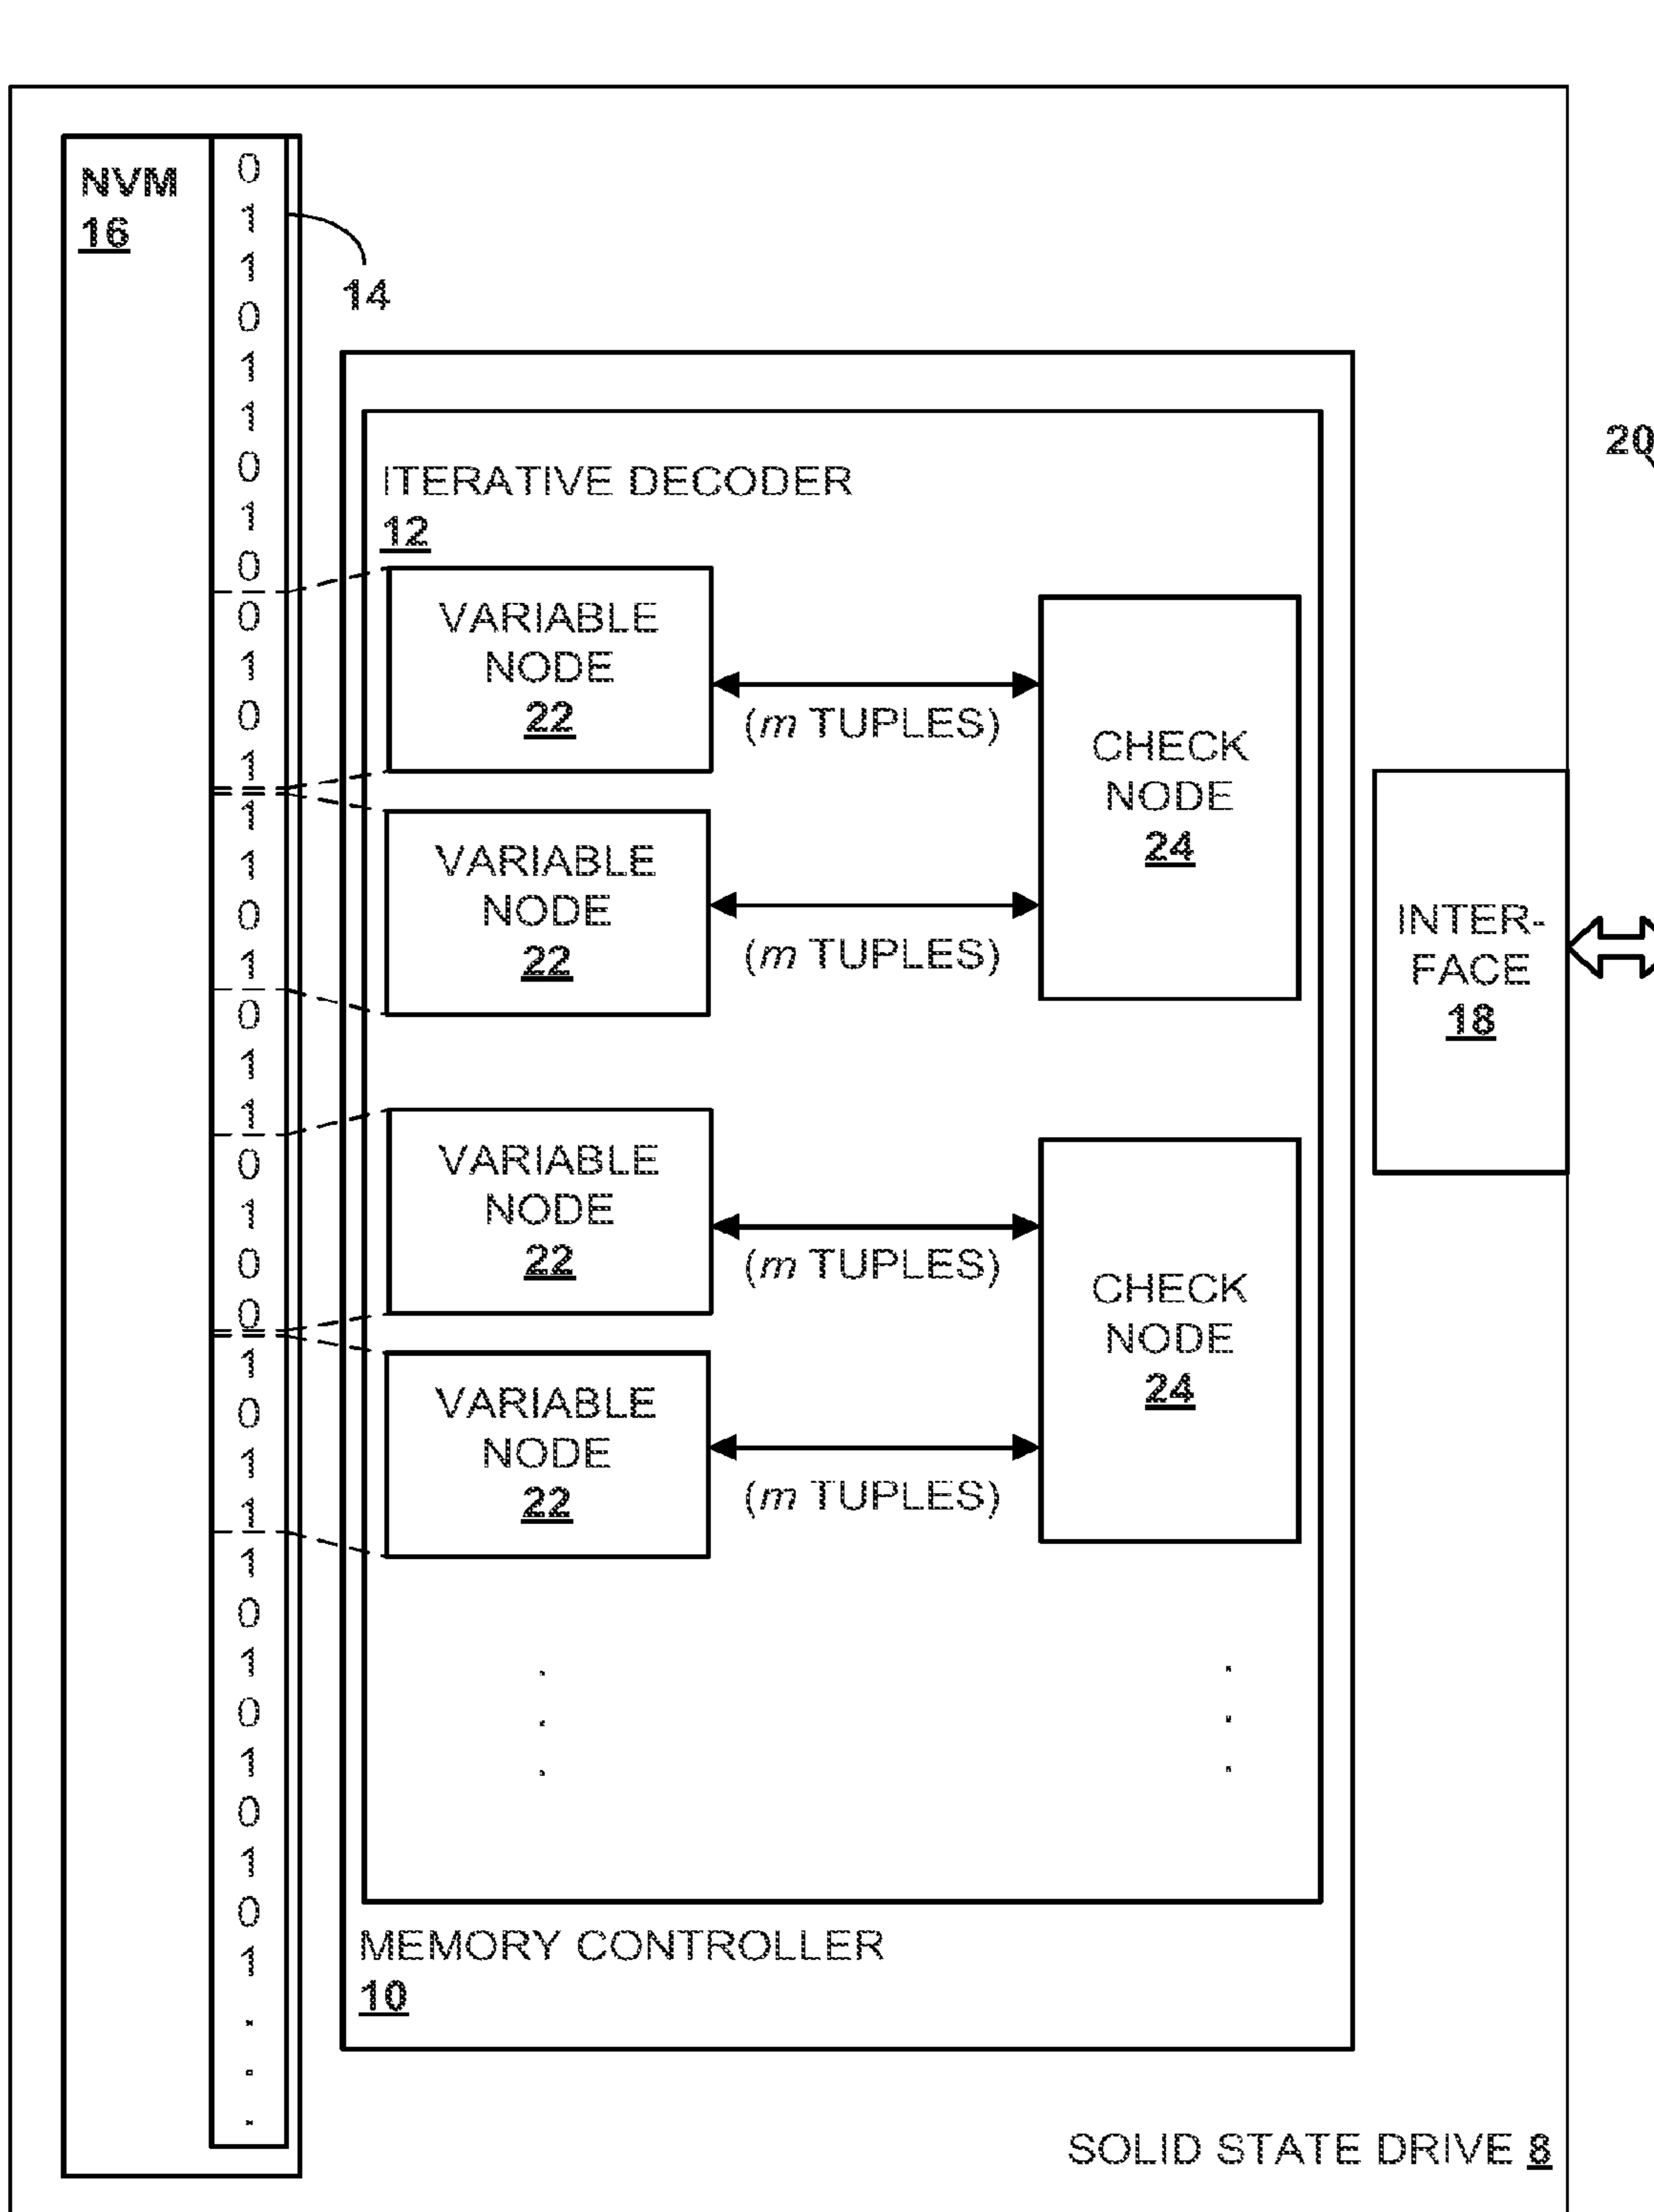 NVM
16
0
1
1
0
1
1
0
1
0
0
1
0
1
1
1
0
1
0
1
1
0
1
0
0
1
0
1
1
1
0
1
0
1
0
1
0
1
.
.
.
14
ITERATIVE DECODER
12
VARIABLE
NODE
22
(m TUPLES)
VARIABLE
NODE
22
(m TUPLES)
CHECK
NODE
24
VARIABLE
NODE
22
(m TUPLES)
VARIABLE
NODE
22
(m TUPLES)
CHECK
NODE
24
.
.
.
.
.
.
MEMORY CONTROLLER
10
INTER-
FACE
18
20
SOLID STATE DRIVE 8